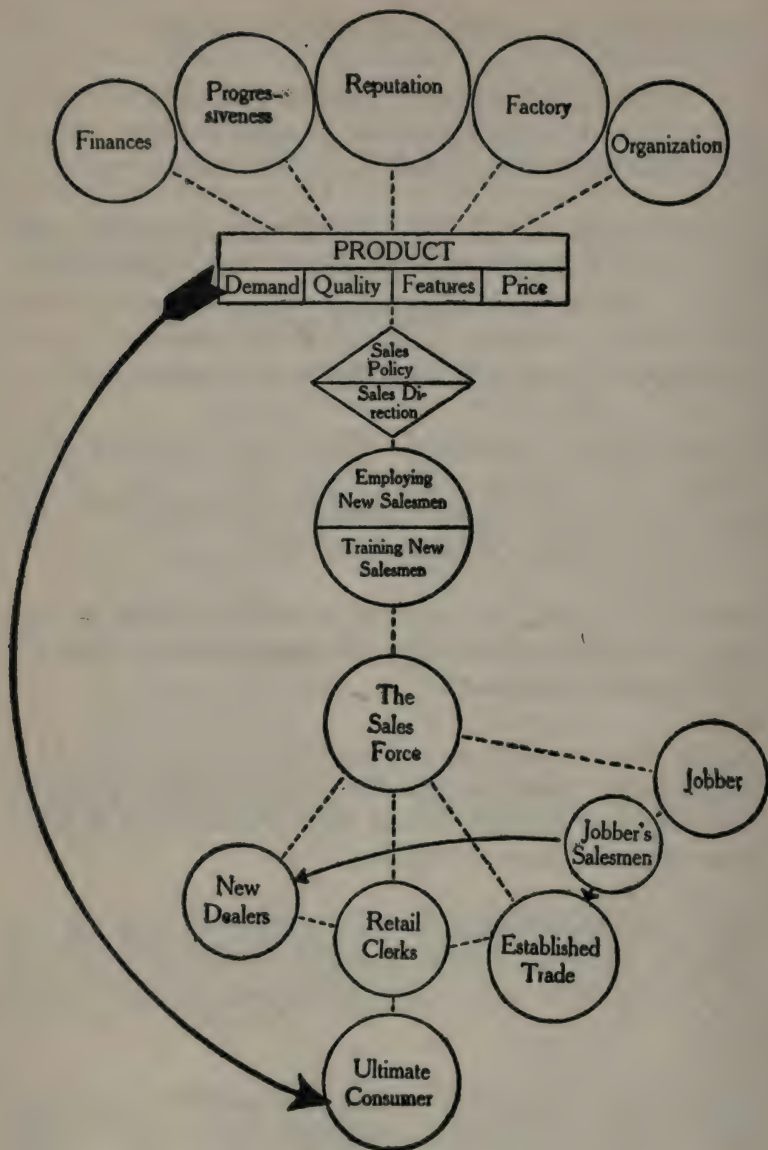 Finances
Progres-
siveness
Reputation
Factory
Organization
PRODUCT
Demand Quality Features Price
Sales
Policy
Sales Di-
rection
Employing
New Salesmen
Training New
Salesmen
The
Sales
Force
Jobber
Jobber's
Salesmen
New
Dealers
Retail
Clerks
Established
Trade
Ultimate
Consumer